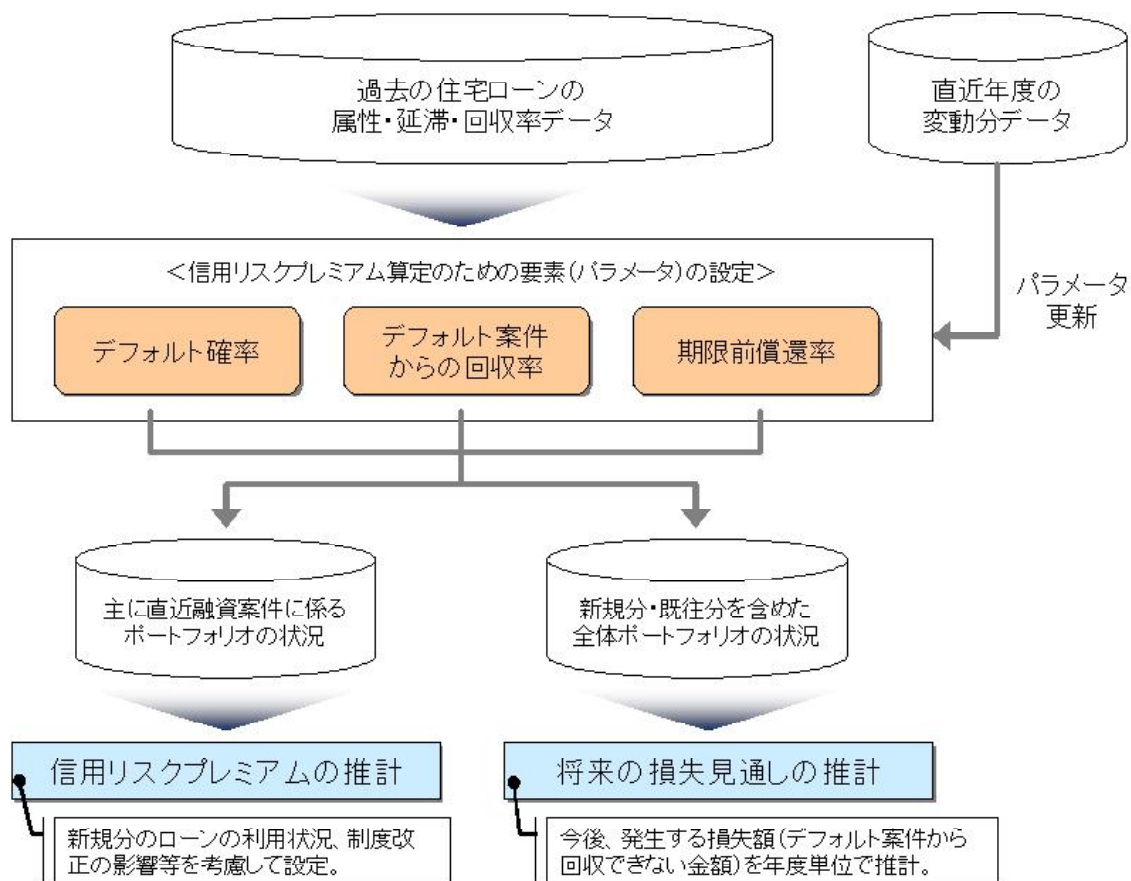 過去の住宅ローンの
属性・延滞・回収率データ
直近年度の
変動分データ
＜信用リスクプレミアム算定のための要素(パラメータ)の設定＞
パラメータ
更新
デフォルト確率
デフォルト案件
からの回収率
期限前償還率
主に直近融資案件に係る
ポートフォリオの状況
新規分・既往分を含めた
全体ポートフォリオの状況
信用リスクプレミアムの推計
将来の損失見通しの推計
新規分のローンの利用状況、制度改
正の影響等を考慮して設定。
今後、発生する損失額(デフォルト案件から
回収できない金額)を年度単位で推計。